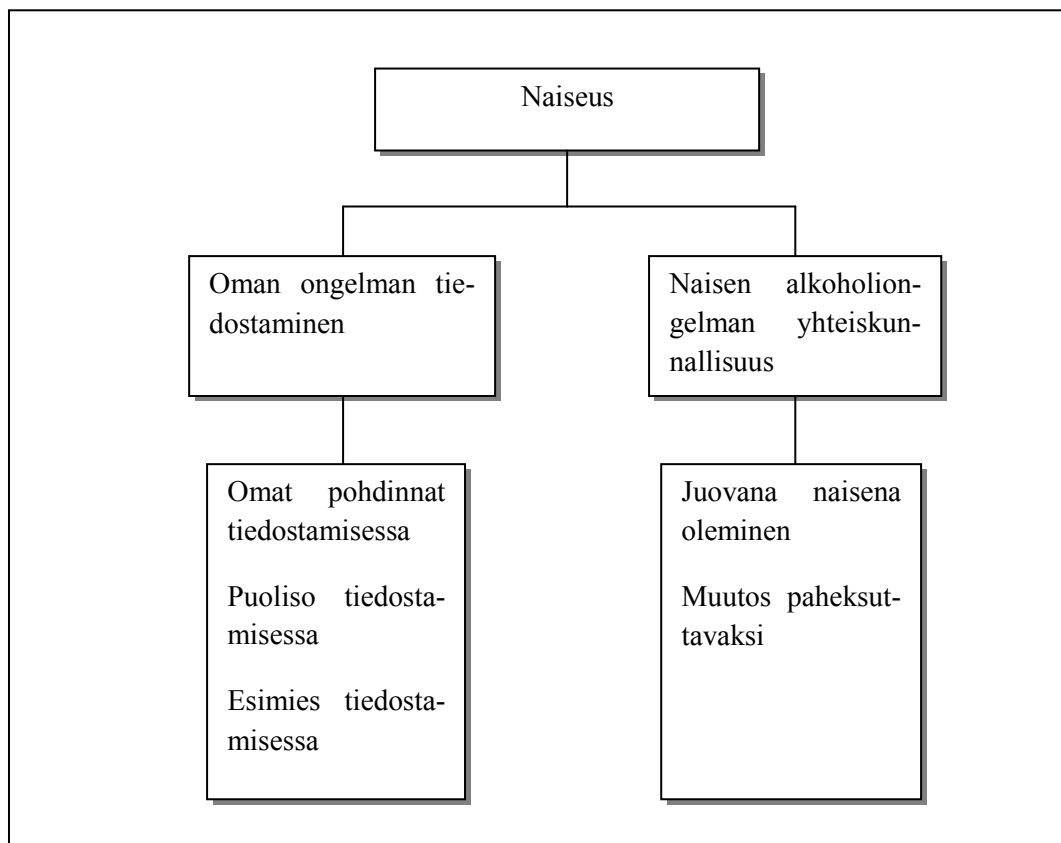 Naiseus
Oman ongelman tie-
dostaminen
Naisen alkoholion-
gelman yhteiskun-
nallisuus
Omat pohdinnat
tiedostamisessa
Puoliso tiedosta-
misessa
Esimies tiedosta-
misessa
Juovana naisena
oleminen
Muutos paheksut-
tavaksi